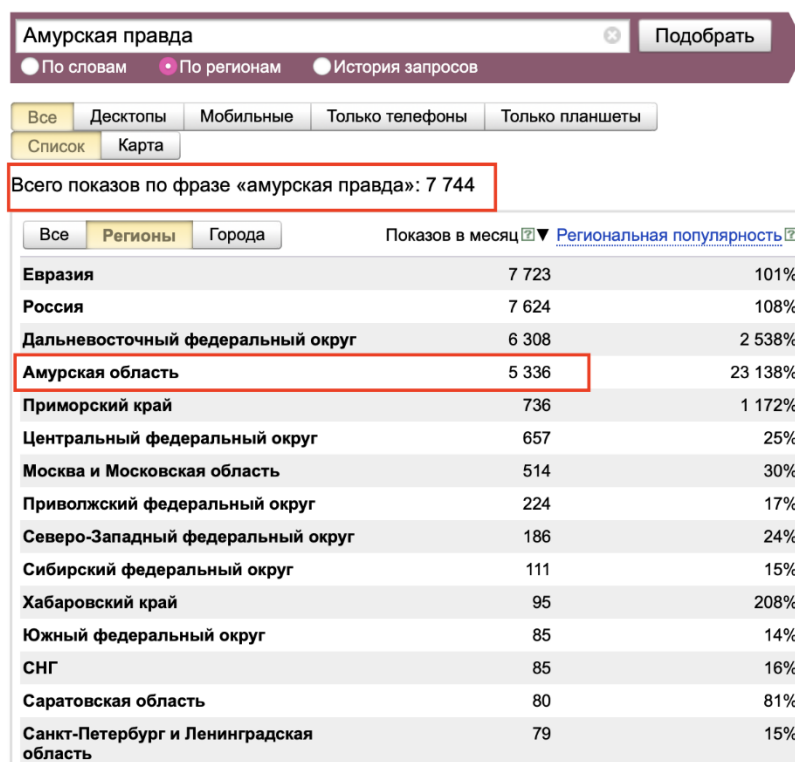 Амурская правда Подобрать
По словам По регионам История запросов
Все Десктопы Мобильные Только телефоны Только планшеты
Список Карта
Всего показов по фразе «амурская правда»: 7 744
Все Регионы Города Показов в месяц ? ▼ Региональная популярность ?
Евразия 7 723 101%
Россия 7 624 108%
Дальневосточный федеральный округ 6 308 2 538%
Амурская область 5 336 23 138%
Приморский край 736 1 172%
Центральный федеральный округ 657 25%
Москва и Московская область 514 30%
Приволжский федеральный округ 224 17%
Северо-Западный федеральный округ 186 24%
Сибирский федеральный округ 111 15%
Хабаровский край 95 208%
Южный федеральный округ 85 14%
СНГ 85 16%
Саратовская область 80 81%
Санкт-Петербург и Ленинградская 79 15%
область